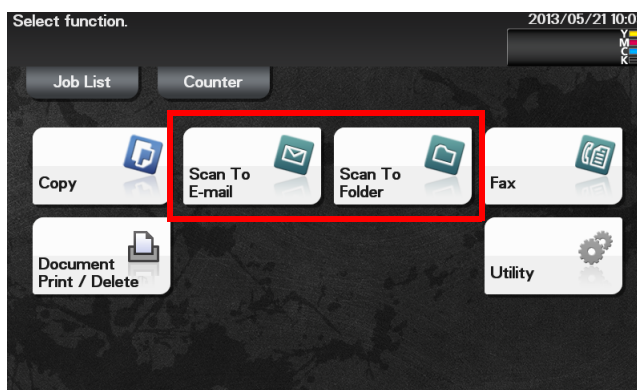 Select function.
2013/05/21 10:0
Y
M
C
K
Job List
Counter
Copy
Scan To
E-mail
Scan To
Folder
Fax
Document
Print / Delete
Utility